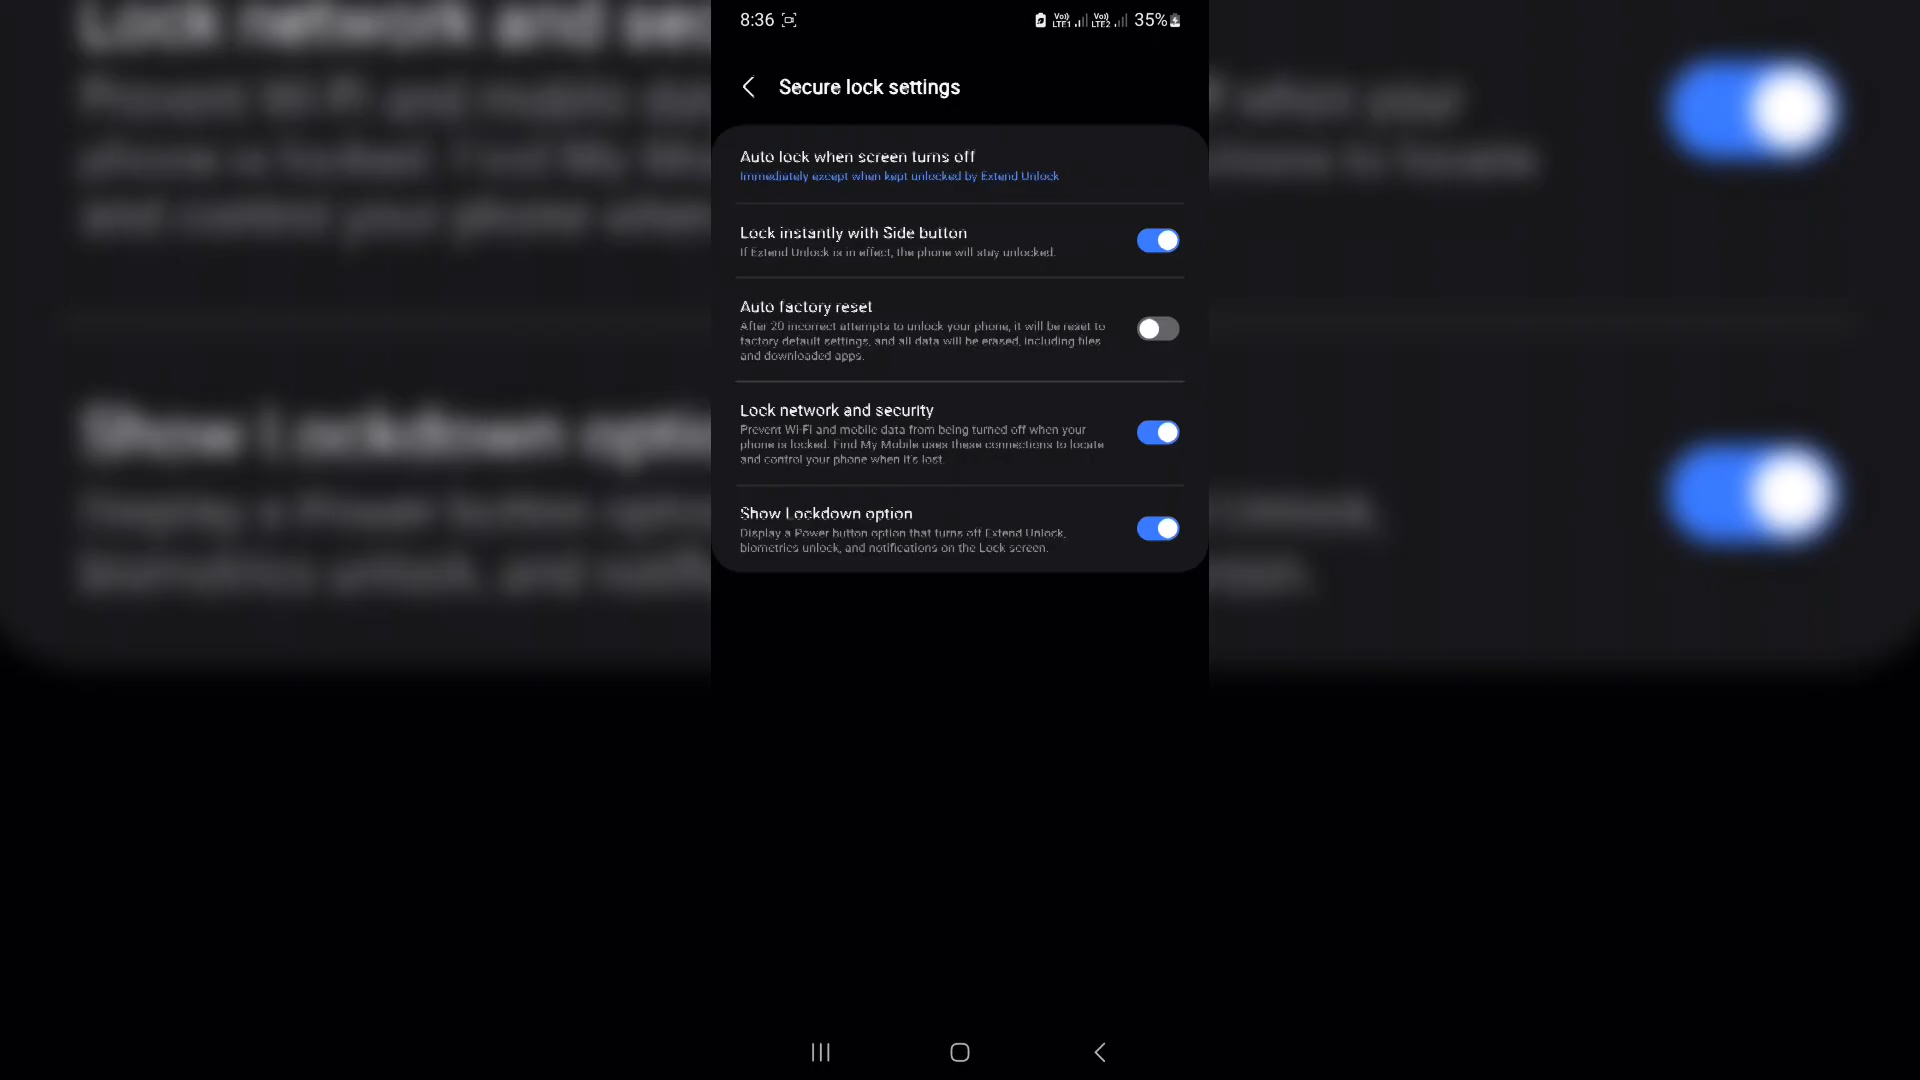 8:36
Vo)) LTE1 Vo)) LTE2 35%
Secure lock settings
Auto lock when screen turns off
Immediately except when kept unlocked by Extend Unlock
Lock instantly with Side button
If Extend Unlock is in effect, the phone will stay unlocked.
Auto factory reset
After 20 incorrect attempts to unlock your phone, it will be reset to
factory default settings, and all data will be erased, including files
and downloaded apps.
Lock network and security
Prevent Wi-Fi and mobile data from being turned off when your
phone is locked. Find My Mobile uses these connections to locate
and control your phone when it's lost.
Show Lockdown option
Display a Power button option that turns off Extend Unlock,
biometrics unlock, and notifications on the Lock screen.